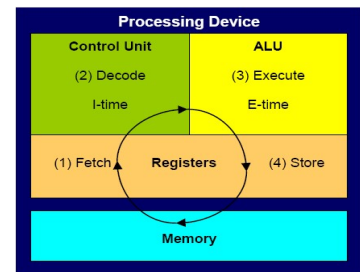 Processing Device
Control Unit
(2) Decode
I-time
ALU
(3) Execute
E-time
(1) Fetch
Registers
(4) Store
Memory